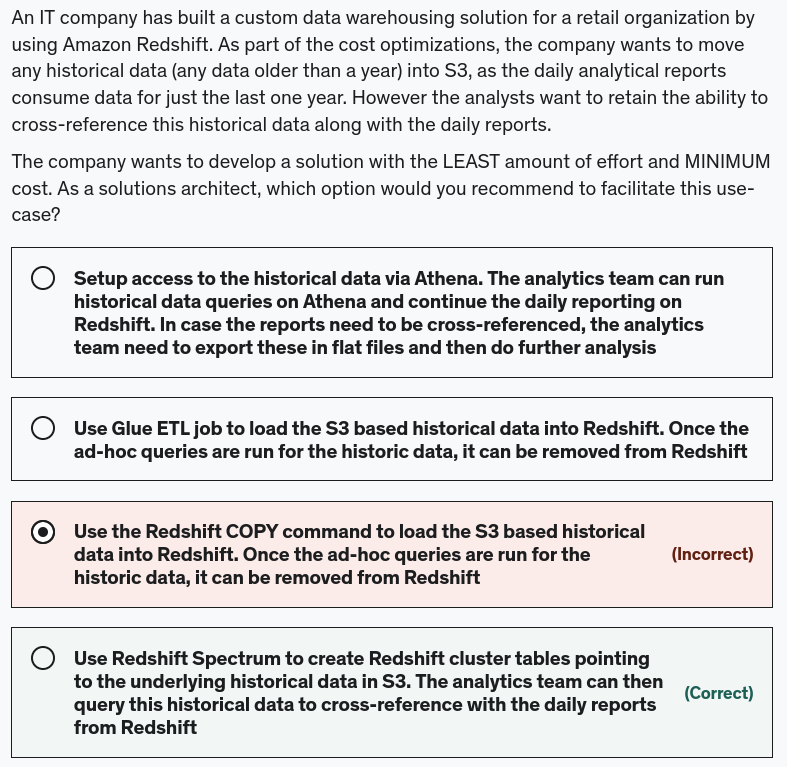 An IT company has built a custom data warehousing solution for a retail organization by
using Amazon Redshift. As part of the cost optimizations, the company wants to move
any historical data (any data older than a year) into S3, as the daily analytical reports
consume data for just the last one year. However the analysts want to retain the ability to
cross-reference this historical data along with the daily reports.
The company wants to develop a solution with the LEAST amount of effort and MINIMUM
cost. As a solutions architect, which option would you recommend to facilitate this use-
case?
Setup access to the historical data via Athena. The analytics team can run
historical data queries on Athena and continue the daily reporting on
Redshift. In case the reports need to be cross-referenced, the analytics
team need to export these in flat files and then do further analysis
Use Glue ETL job to load the S3 based historical data into Redshift. Once the
ad-hoc queries are run for the historic data, it can be removed from Redshift
Use the Redshift COPY command to load the S3 based historical
data into Redshift. Once the ad-hoc queries are run for the
historic data, it can be removed from Redshift
(Incorrect)
Use Redshift Spectrum to create Redshift cluster tables pointing
to the underlying historical data in S3. The analytics team can then
query this historical data to cross-reference with the daily reports
from Redshift
(Correct)